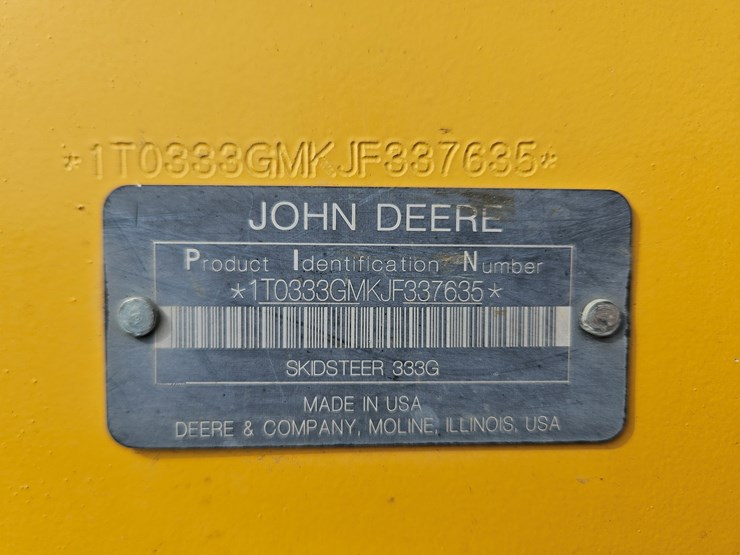 *1T0333GMKJF337635*
JOHN DEERE
Product Identification Number
*1T0333GMKJF337635*
SKIDSTEER 333G
MADE IN USA
DEERE & COMPANY, MOLINE, ILLINOIS, USA